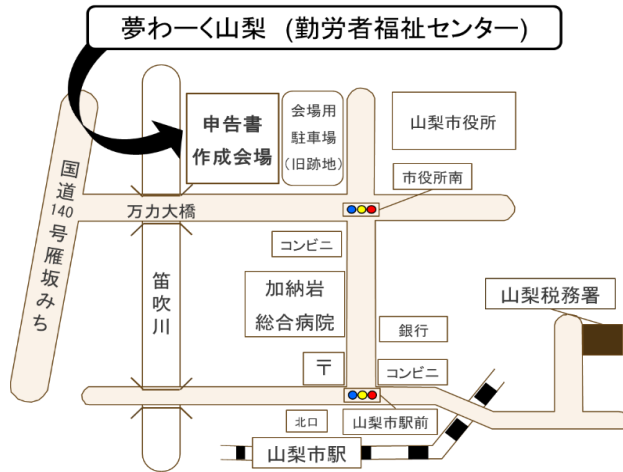 夢わーく山梨 (勤労者福祉センター)
申告書
作成会場
会場用
駐車場
(旧跡地)
山梨市役所
市役所南
国道140号雁坂みち
万力大橋
笛吹川
コンビニ
加納岩
総合病院
山梨税務署
銀行
〒
コンビニ
北口
山梨市駅前
山梨市駅